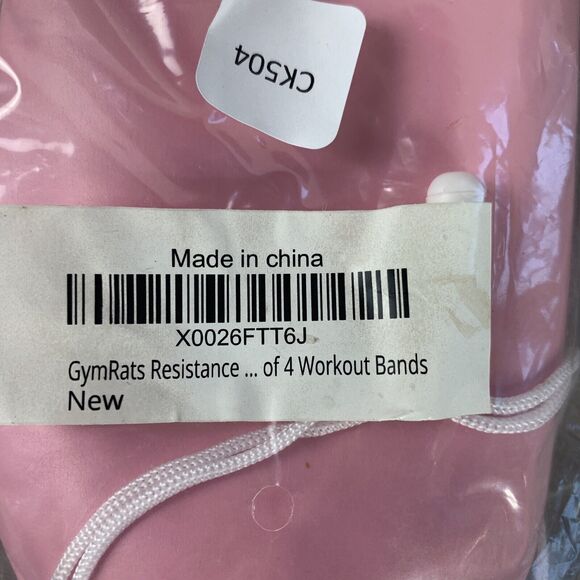 CK504
Made in china
X0026FTT6J
GymRats Resistance ... of 4 Workout Bands
New